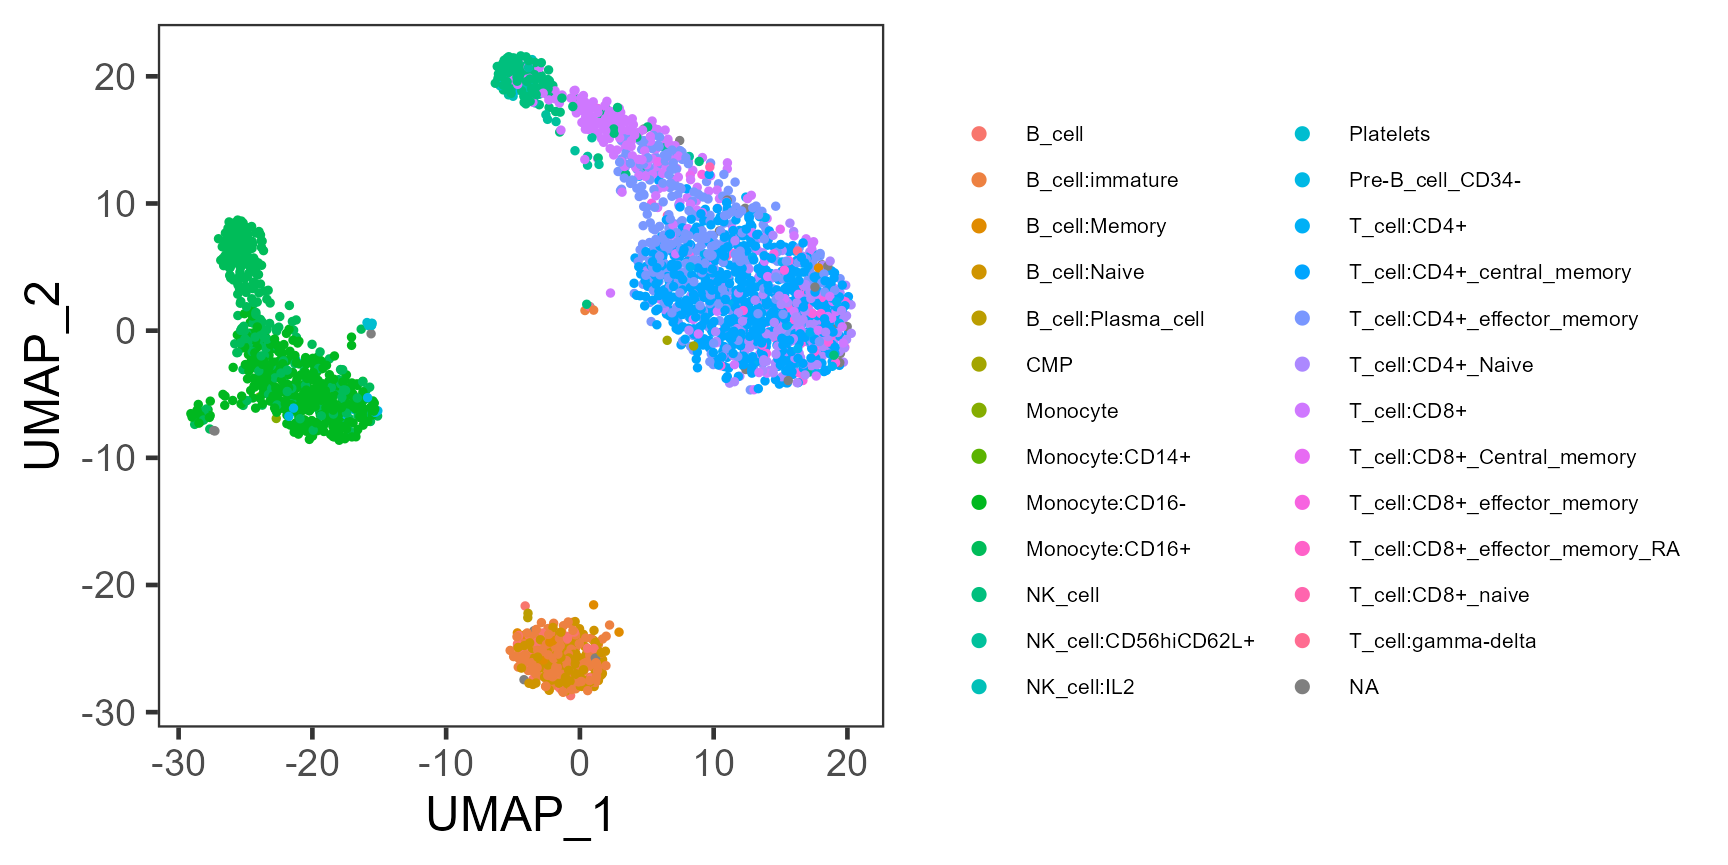 20
10
0
-10
-20
-30
UMAP_2
-30 -20 -10 0 10 20
UMAP_1
B_cell
B_cell:immature
B_cell:Memory
B_cell:Naive
B_cell:Plasma_cell
CMP
Monocyte
Monocyte:CD14+
Monocyte:CD16-
Monocyte:CD16+
NK_cell
NK_cell:CD56hiCD62L+
NK_cell:IL2
Platelets
Pre-B_cell_CD34-
T_cell:CD4+
T_cell:CD4+_central_memory
T_cell:CD4+_effector_memory
T_cell:CD4+_Naive
T_cell:CD8+
T_cell:CD8+_Central_memory
T_cell:CD8+_effector_memory
T_cell:CD8+_effector_memory_RA
T_cell:CD8+_naive
T_cell:gamma-delta
NA